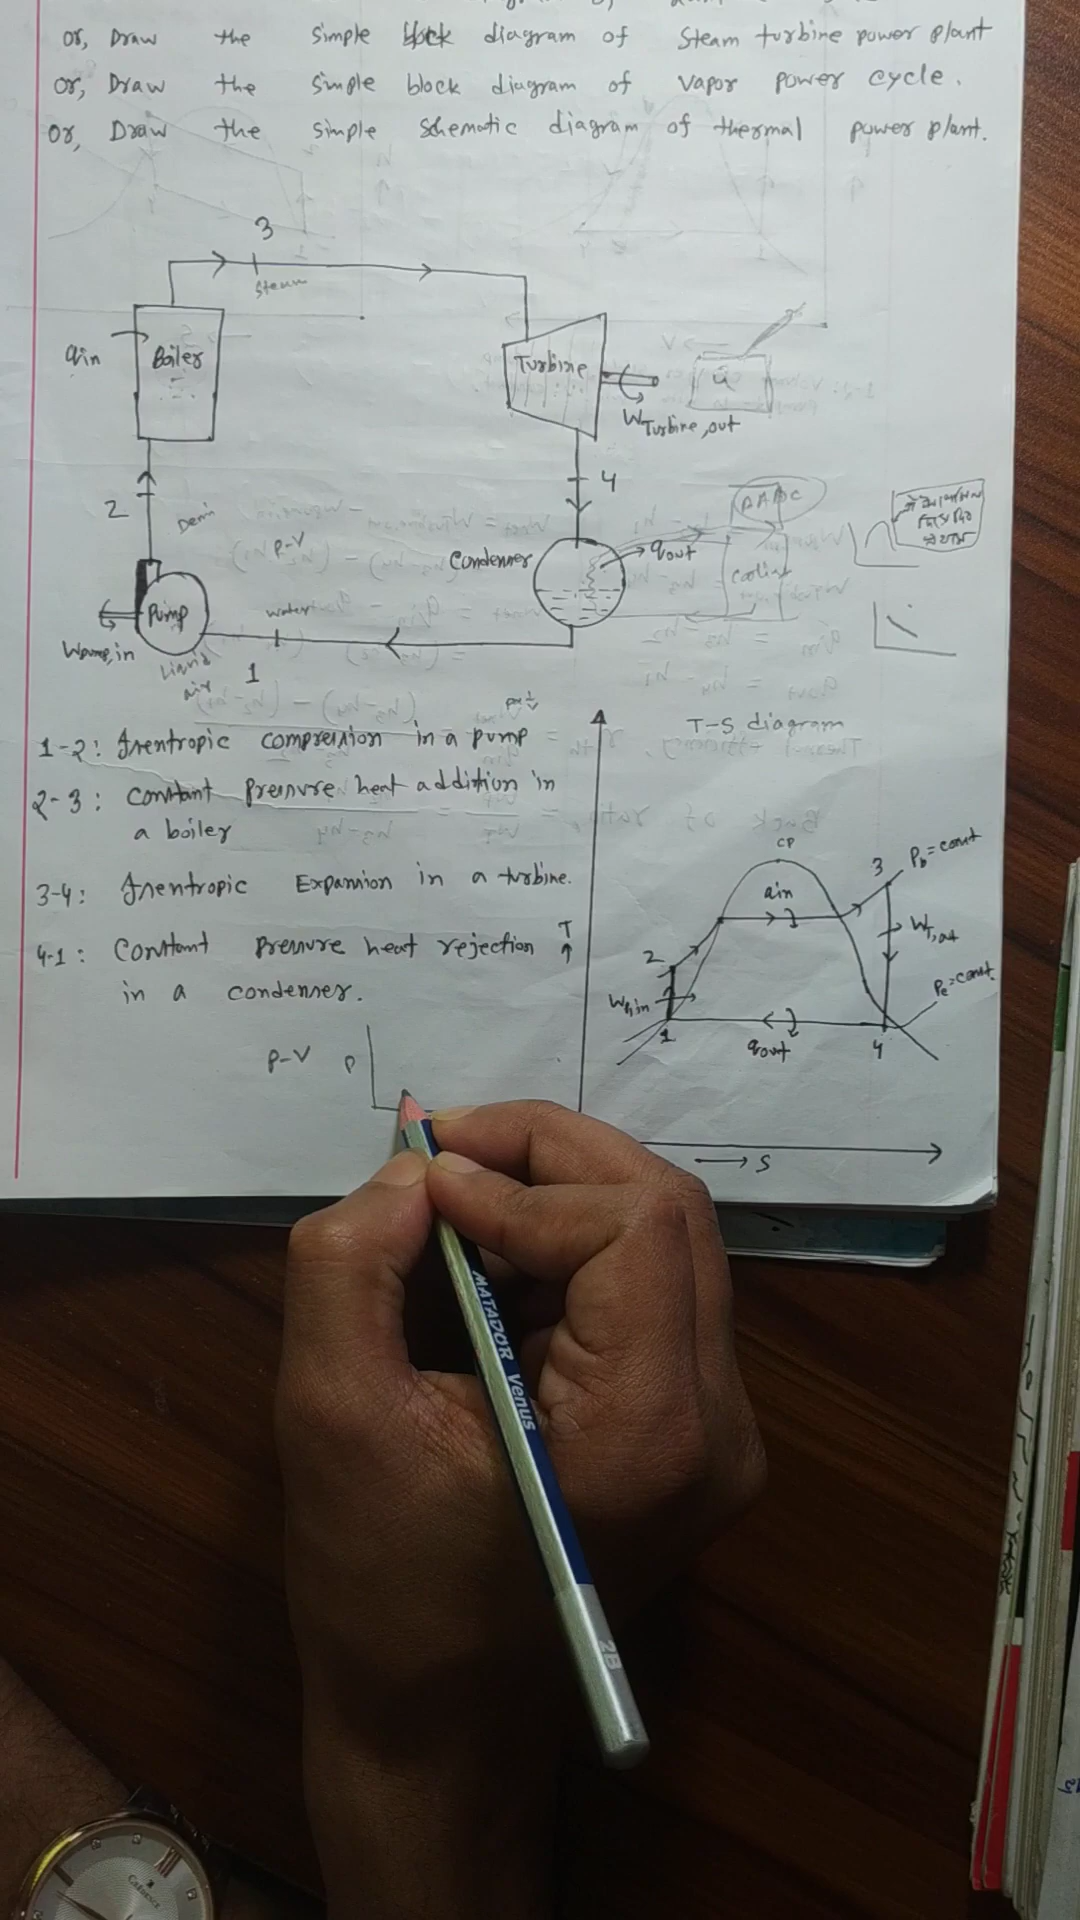 or, Draw the simple block diagram of steam turbine power plant
or, Draw the simple block diagram of vapor power cycle.
or, Draw the simple schematic diagram of thermal power plant.
3
steam
qin
Boiler
Turbine
WTurbine,out
2
4
Demin
P-V
Condenser
qout
Pump
Wpump,in
water
Liquid
air
1
1-2: Isentropic compression in a pump
2-3: constant pressure heat addition in
a boiler
3-4: Isentropic Expansion in a turbine.
4-1: Constant pressure heat rejection
in a condenser.
P-V P
T-S diagram
CP
3 Pb = const
qin
WT,out
T
2
Wp,in
Pc = const.
1
qout
4
S
MATADOR Venus
2B